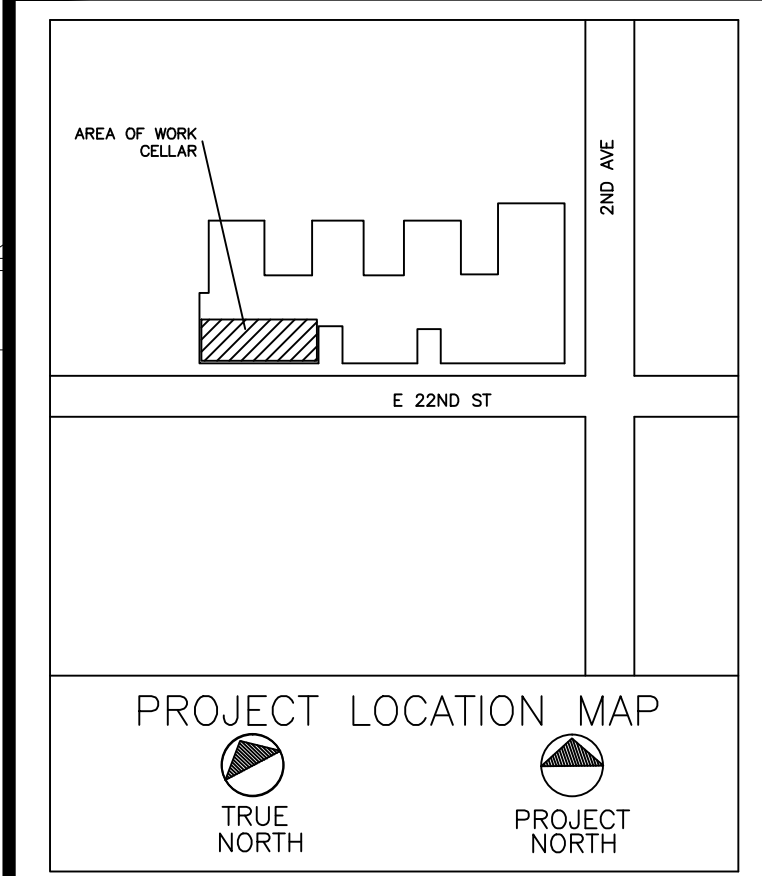 AREA OF WORK
CELLAR
2ND AVE
E 22ND ST
PROJECT LOCATION MAP
TRUE
NORTH
PROJECT
NORTH